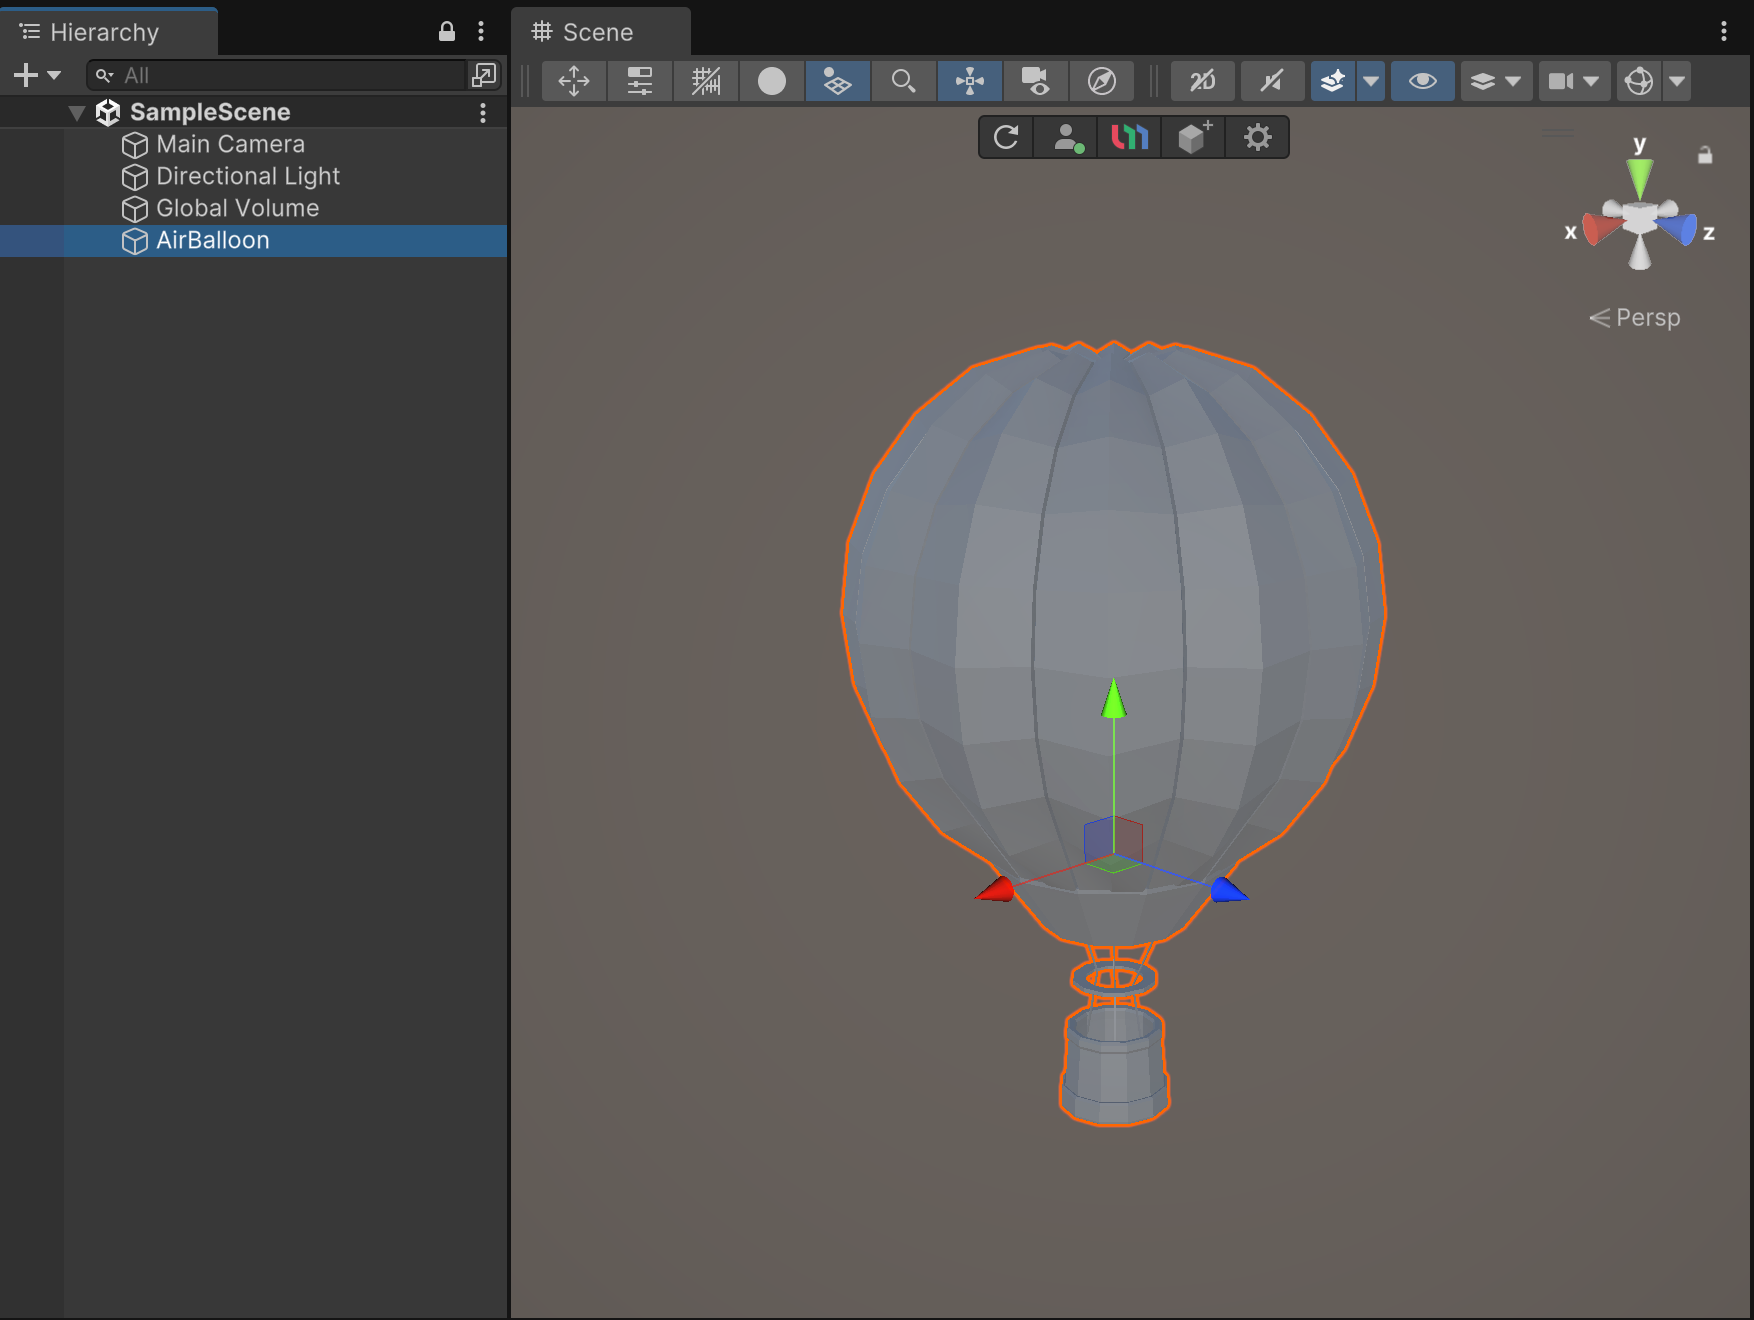 Hierarchy
All
SampleScene
Main Camera
Directional Light
Global Volume
AirBalloon
Scene
2D
y
x
z
Persp